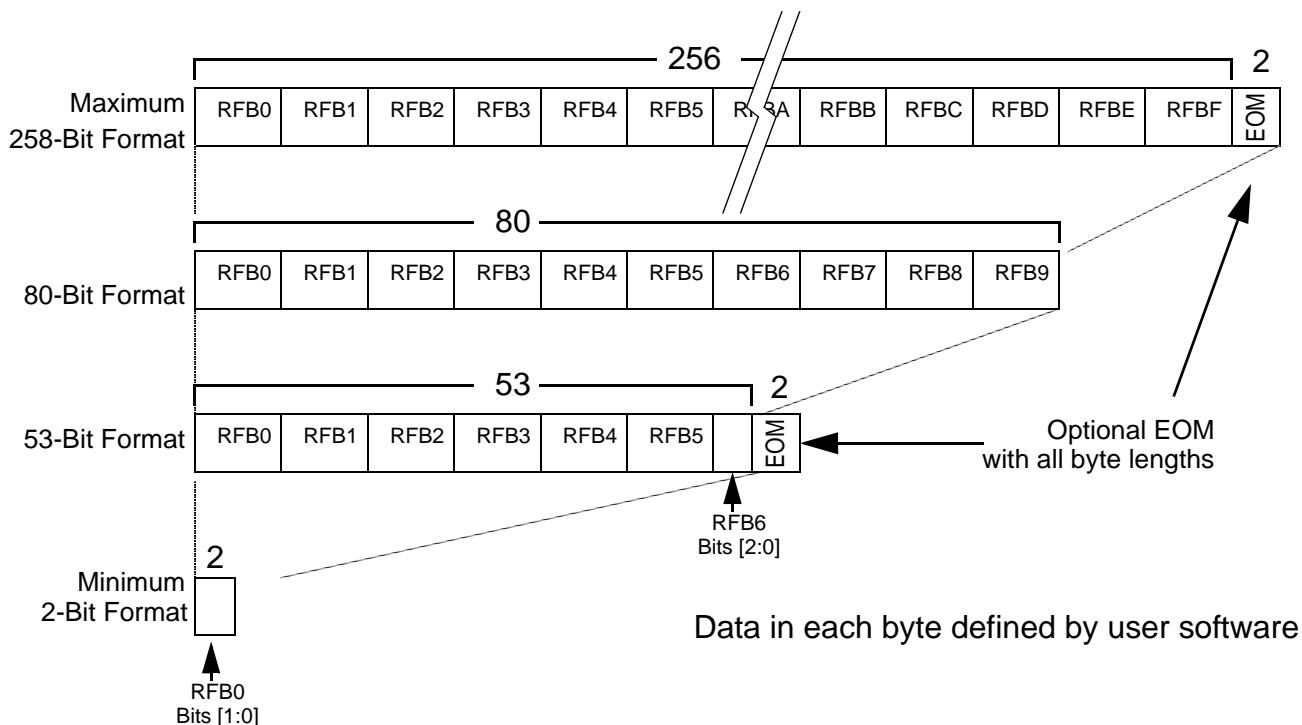 256 2
Maximum
258-Bit Format
RFB0 RFB1 RFB2 RFB3 RFB4 RFB5 RFBA RFBB RFBC RFBD RFBE RFBF EOM
80
80-Bit Format
RFB0 RFB1 RFB2 RFB3 RFB4 RFB5 RFB6 RFB7 RFB8 RFB9
53 2
53-Bit Format
RFB0 RFB1 RFB2 RFB3 RFB4 RFB5 EOM
Optional EOM
with all byte lengths
RFB6
Bits [2:0]
2
Minimum
2-Bit Format
RFB0
Bits [1:0]
Data in each byte defined by user software